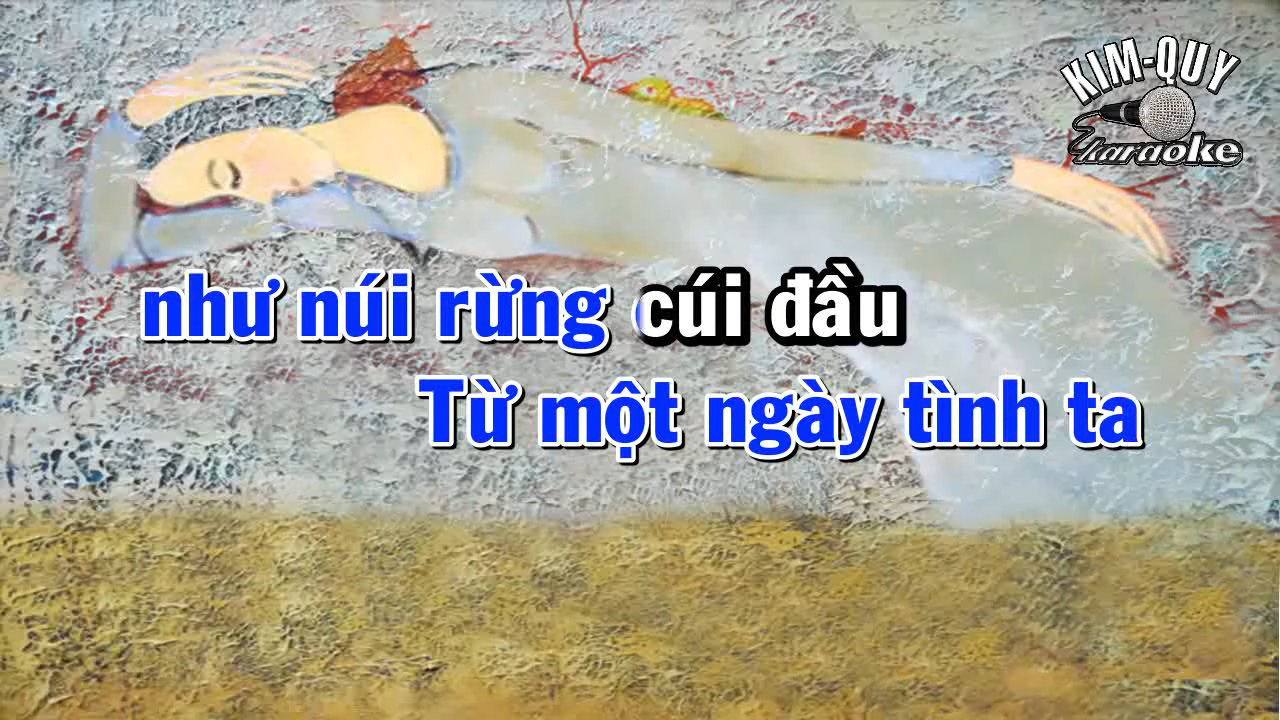 KIM-QUY
Karaoke
như núi rừng cúi đầu
Từ một ngày tình ta